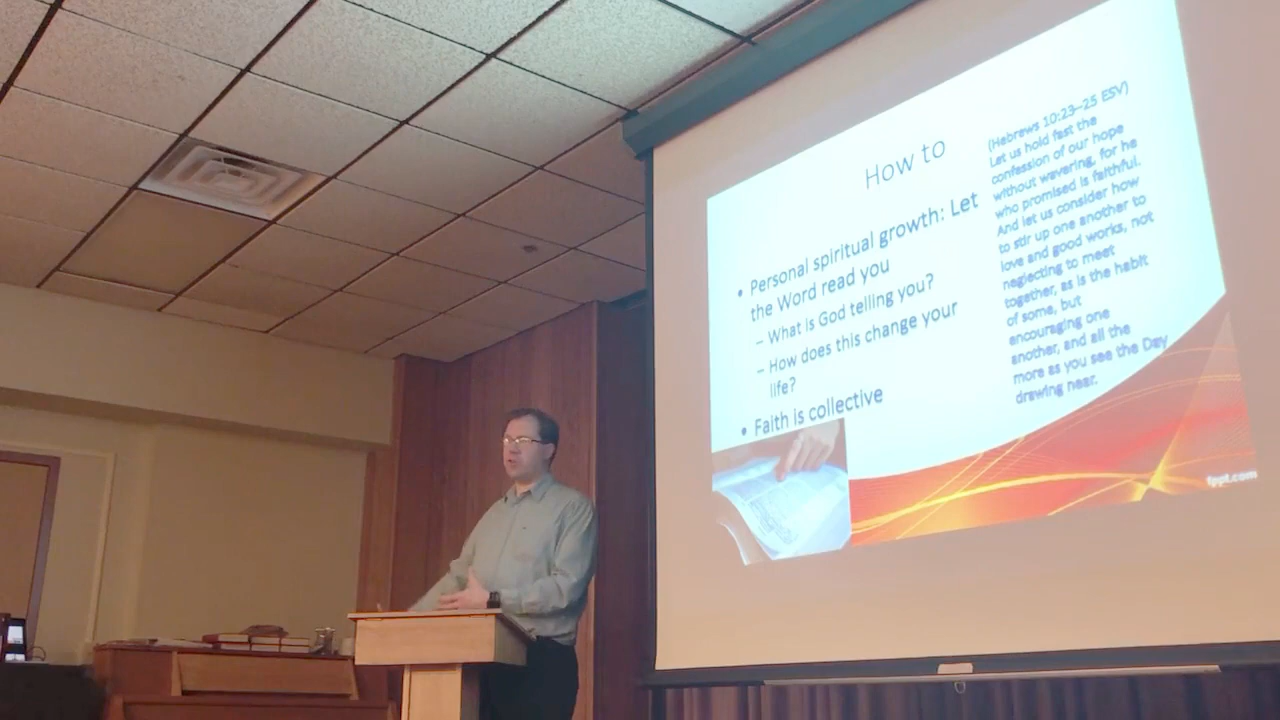 How to
• Personal spiritual growth: Let
the Word read you
– What is God telling you?
– How does this change your
life?
• Faith is collective
(Hebrews 10:23–25 ESV)
Let us hold fast the
confession of our hope
without wavering, for he
who promised is faithful.
And let us consider how
to stir up one another to
love and good works, not
neglecting to meet
together, as is the habit
of some, but
encouraging one
another, and all the
more as you see the Day
drawing near.
fppt.com